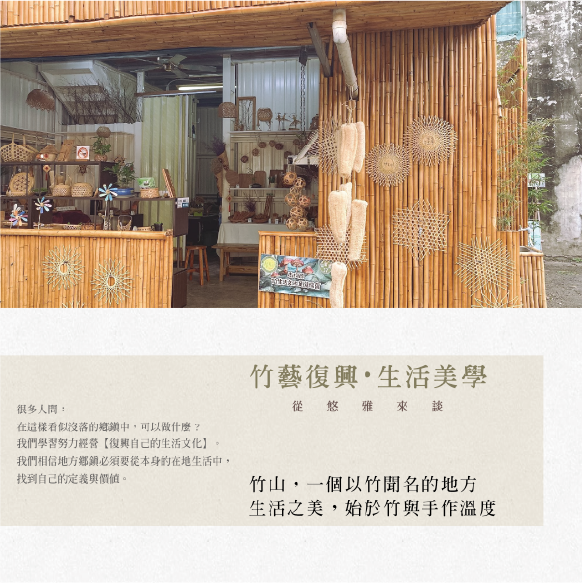 竹藝復興•生活美學
從悠雅來談
很多人問：
在這樣看似沒落的鄉鎮中，可以做什麼？
我們學習努力經營【復興自己的生活文化】。
我們相信地方鄉鎮必須要從本身的在地生活中，
找到自己的定義與價值。
竹山，一個以竹聞名的地方
生活之美，始於竹與手作溫度